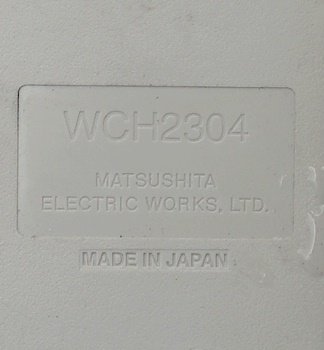 WCH2304
MATSUSHITA
ELECTRIC WORKS, LTD.
MADE IN JAPAN